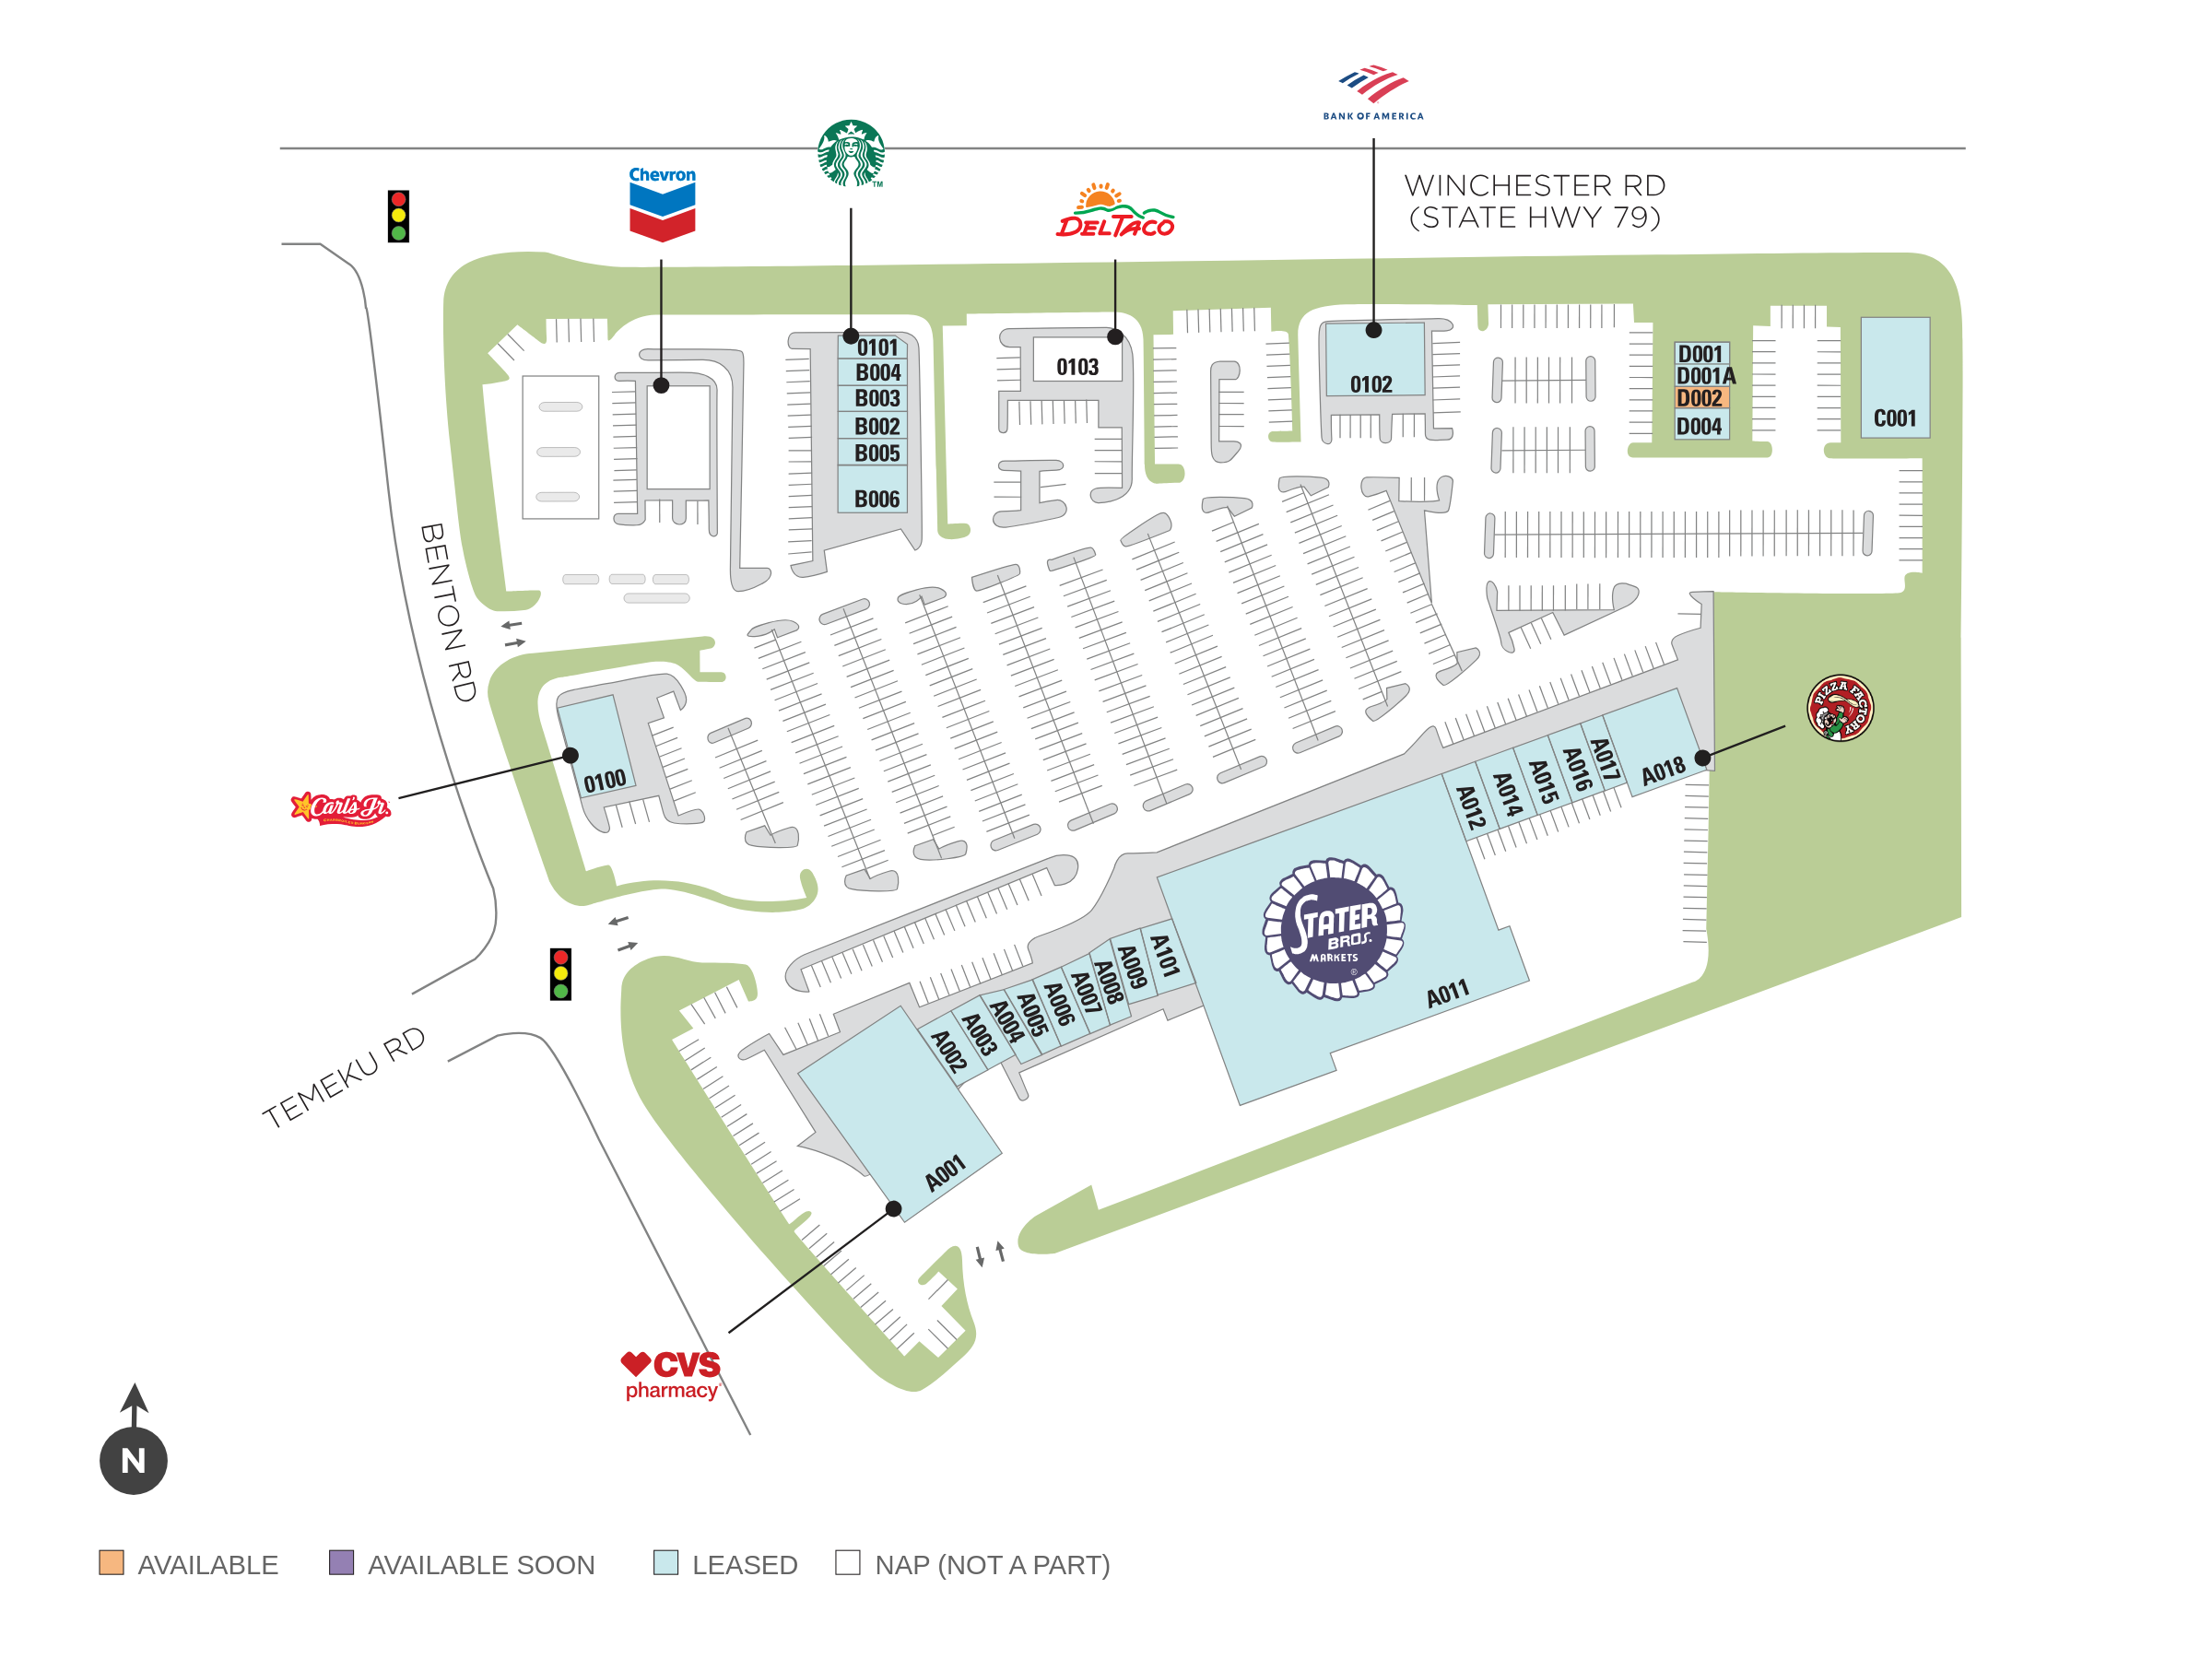 BANK OF AMERICA
Chevron
TM
DEL TACO
WINCHESTER RD
(STATE HWY 79)
0101
B004
B003
B002
B005
B006
0103
0102
D001
D001A
D002
D004
C001
BENTON RD
PIZZA FACTORY
Carl's Jr.
0100
A012
A014
A015
A016
A017
A018
STATER
BROS.
MARKETS
®
A011
A101
A009
A008
A007
A006
A005
A004
A003
A002
A001
TEMEKU RD
CVS
pharmacy
N
AVAILABLE
AVAILABLE SOON
LEASED
NAP (NOT A PART)